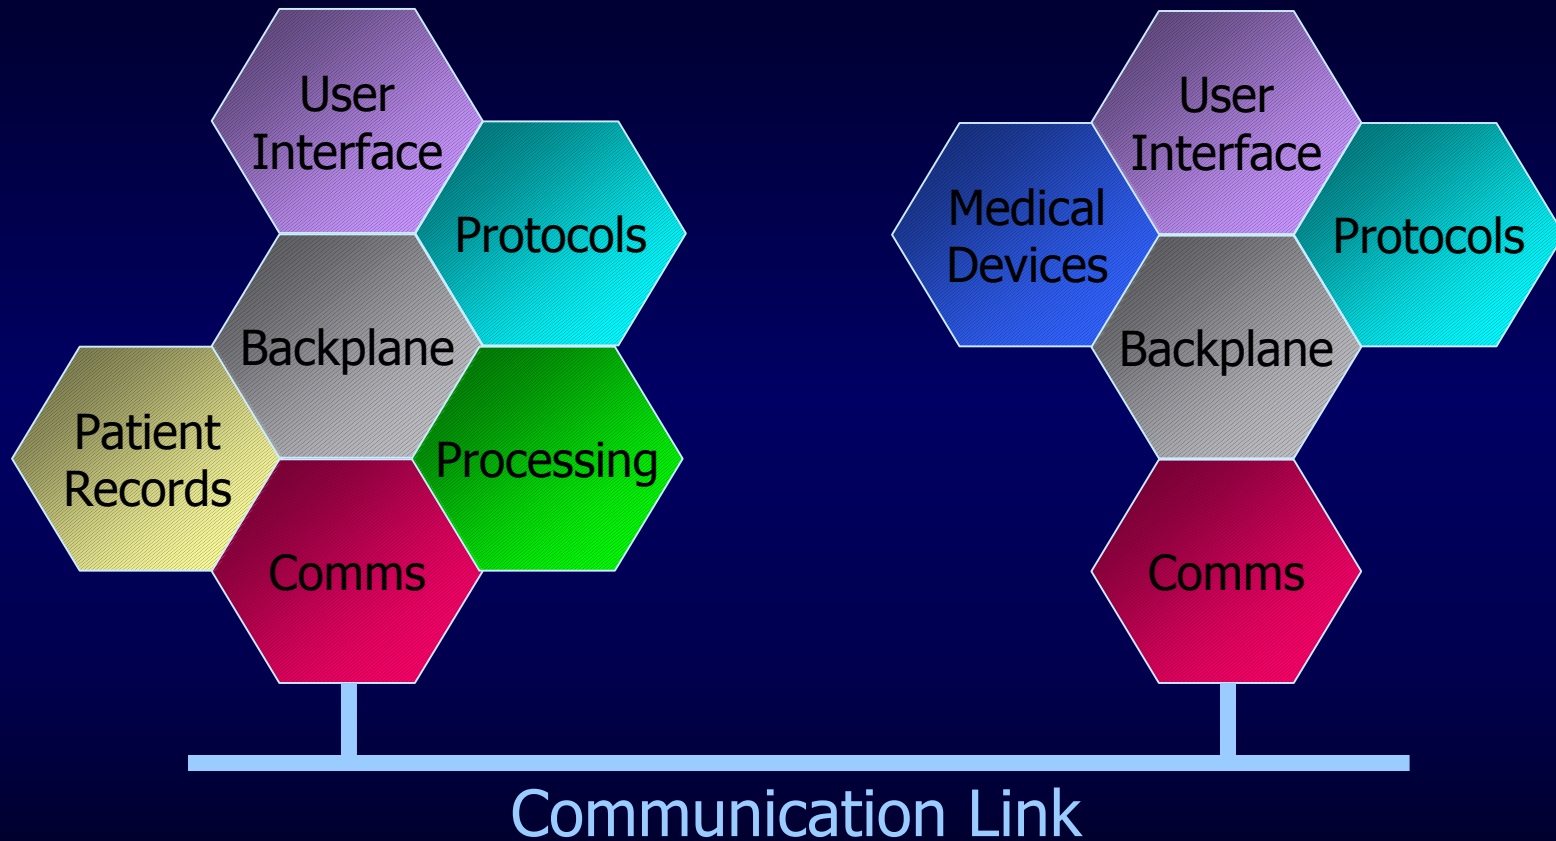 User
Interface
Protocols
Backplane
Patient
Records
Processing
Comms
User
Interface
Medical
Devices
Protocols
Backplane
Comms
Communication Link